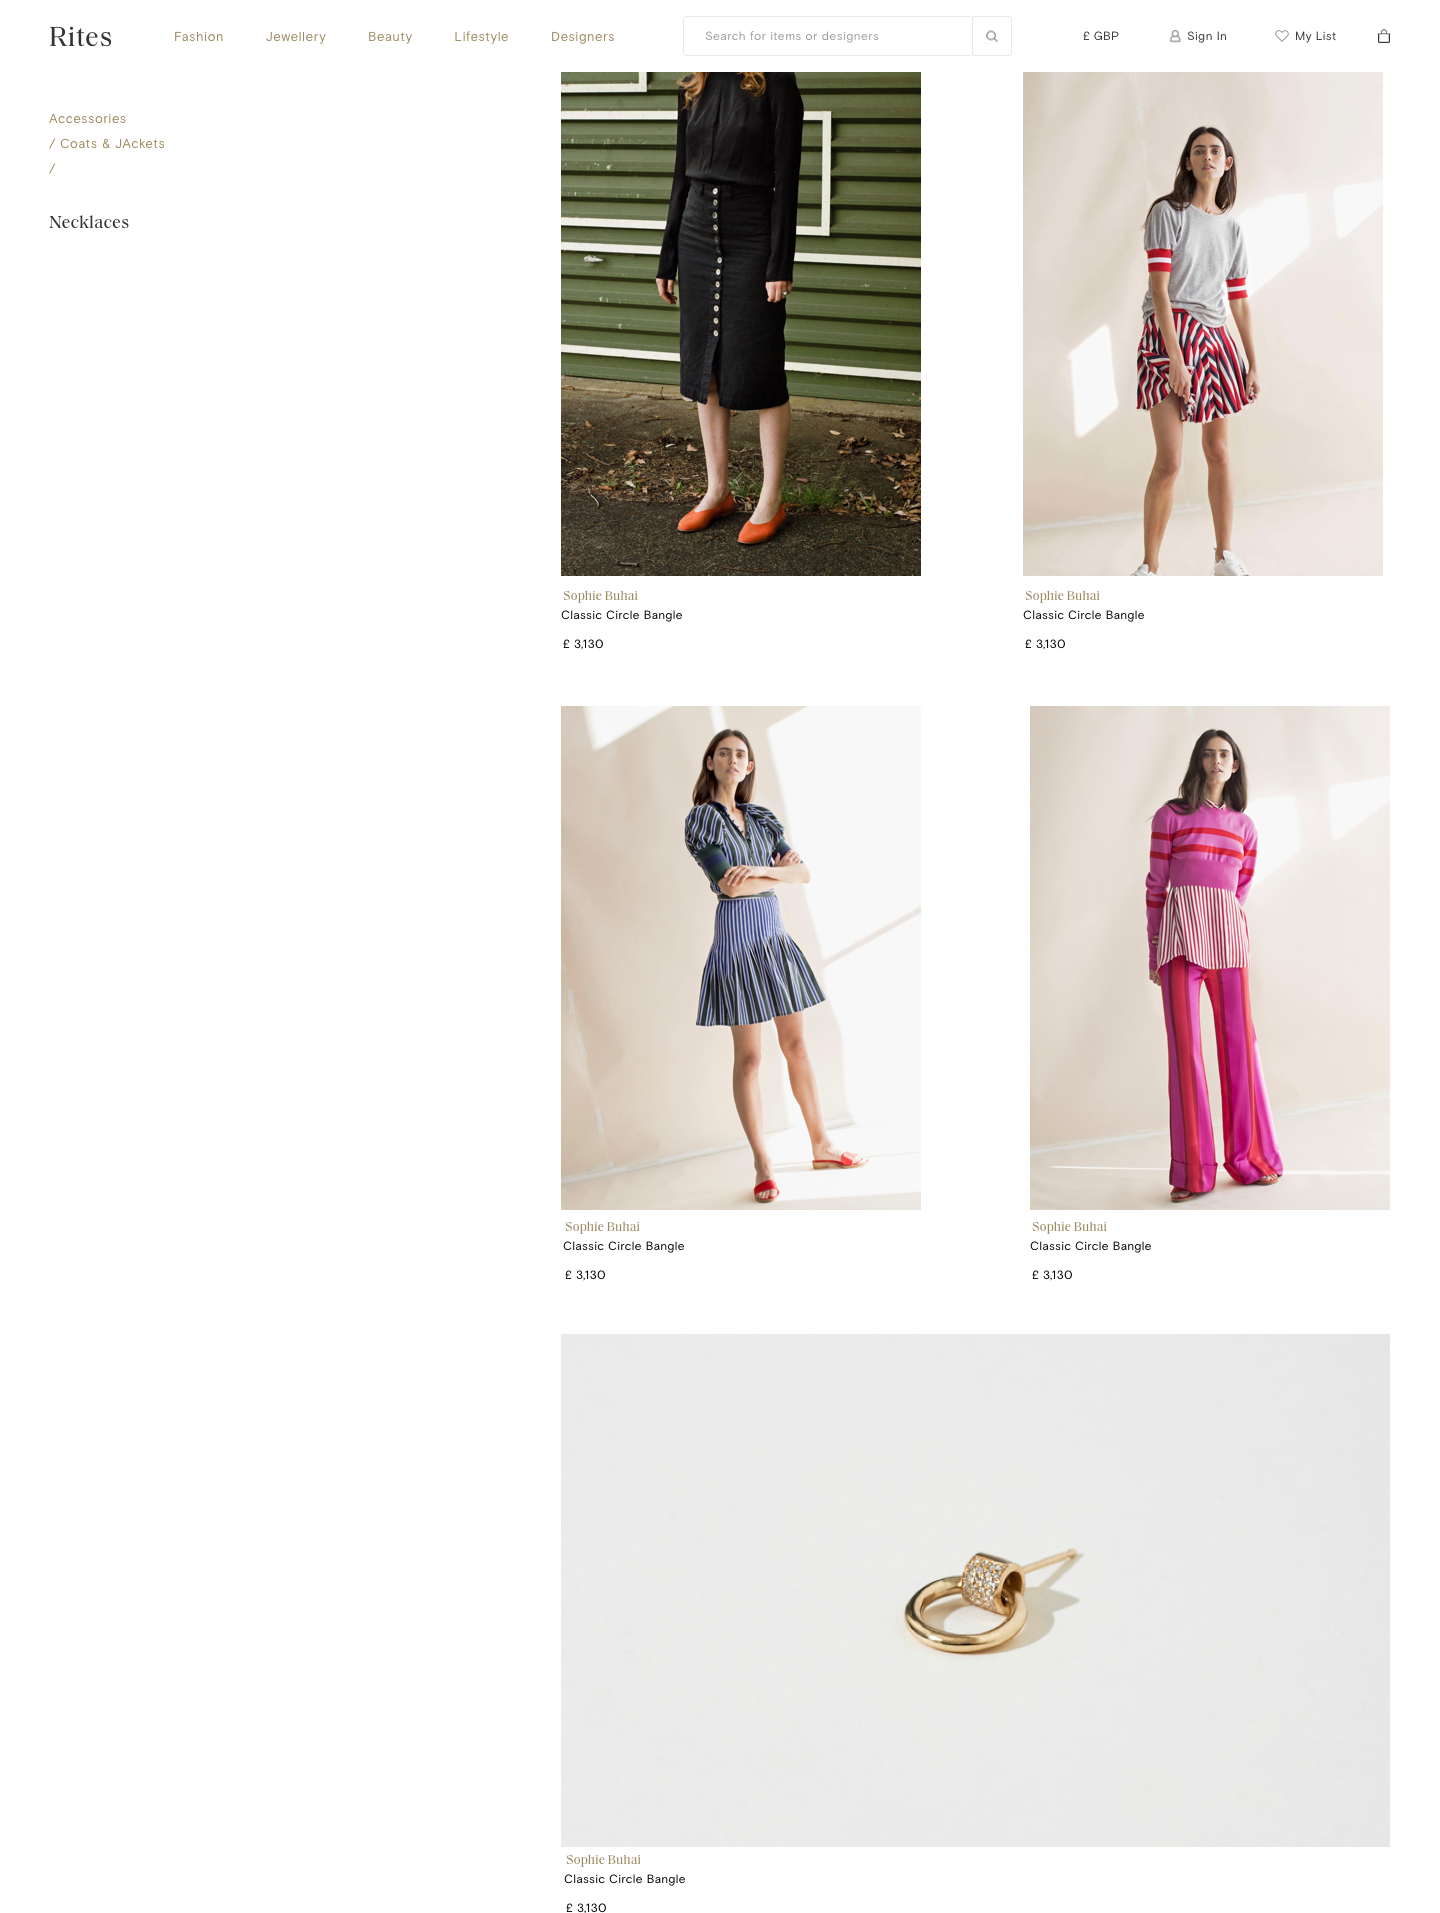 Rites
Fashion
Jewellery
Beauty
Lifestyle
Designers
Search for items or designers
£ GBP
Sign In
My List
Accessories
/ Coats & JAckets
/
Necklaces
Sophie Buhai
Classic Circle Bangle
£ 3,130
Sophie Buhai
Classic Circle Bangle
£ 3,130
Sophie Buhai
Classic Circle Bangle
£ 3,130
Sophie Buhai
Classic Circle Bangle
£ 3,130
Sophie Buhai
Classic Circle Bangle
£ 3,130